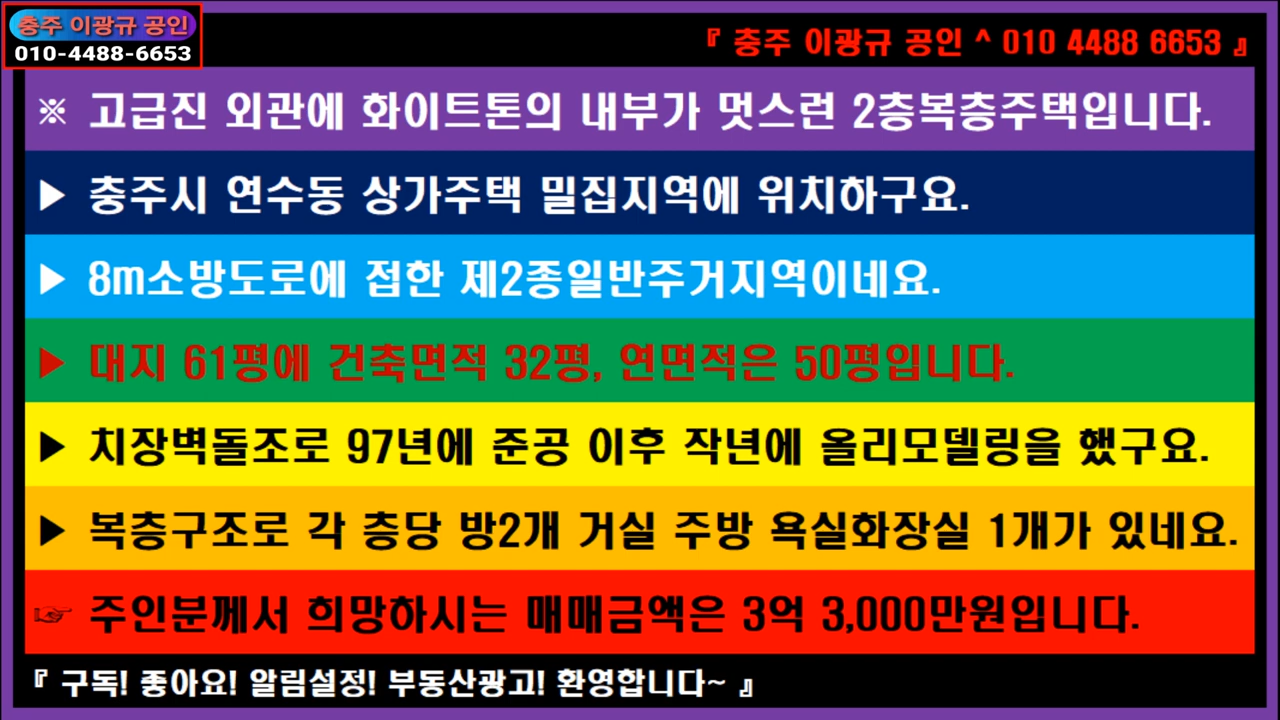 충주 이광규 공인
010-4488-6653
『 충주 이광규 공인 ^ 010 4488 6653 』
※ 고급진 외관에 화이트톤의 내부가 멋스런 2층복층주택입니다.
▶ 충주시 연수동 상가주택 밀집지역에 위치하구요.
▶ 8m소방도로에 접한 제2종일반주거지역이네요.
▶ 대지 61평에 건축면적 32평, 연면적은 50평입니다.
▶ 치장벽돌조로 97년에 준공 이후 작년에 올리모델링을 했구요.
▶ 복층구조로 각 층당 방2개 거실 주방 욕실화장실 1개가 있네요.
☞ 주인분께서 희망하시는 매매금액은 3억 3,000만원입니다.
『 구독! 좋아요! 알림설정! 부동산광고! 환영합니다~ 』